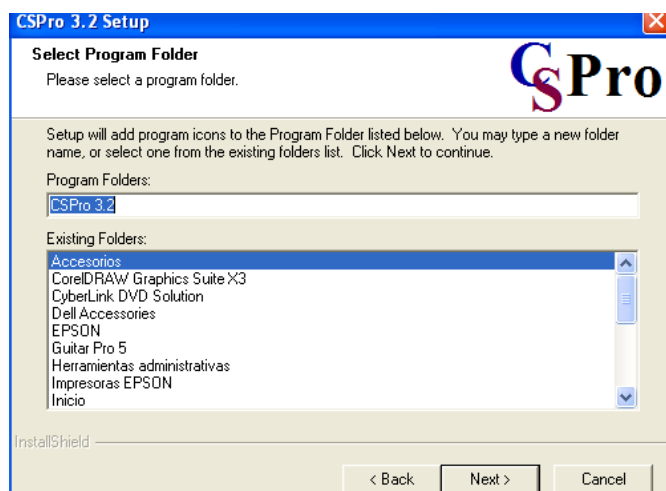 CSPro 3.2 Setup
Select Program Folder
Please select a program folder.
CSPro
Setup will add program icons to the Program Folder listed below. You may type a new folder
name, or select one from the existing folders list. Click Next to continue.
Program Folders:
CSPro 3.2
Existing Folders:
Accesorios
CorelDRAW Graphics Suite X3
CyberLink DVD Solution
Dell Accessories
EPSON
Guitar Pro 5
Herramientas administrativas
Impresoras EPSON
Inicio
InstallShield
< Back Next > Cancel